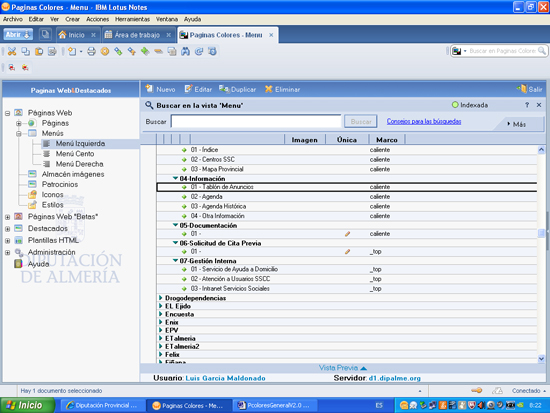 Paginas Colores - Menu - IBM Lotus Notes
Archivo Editar Ver Crear Acciones Herramientas Ventana Ayuda
Abrir Inicio Área de trabajo Paginas Colores - Menu
Buscar en Paginas Colores
Paginas Web&Destacados
Nuevo Editar Duplicar Eliminar Salir
Buscar en la vista 'Menu' Indexada
Buscar Buscar Consejos para las búsquedas Más
Páginas Web
Páginas
Menús
Menú Izquierda
Menú Cento
Menú Derecha
Almacén imágenes
Patrocinios
Iconos
Estilos
Páginas Web "Betas"
Destacados
Plantillas HTML
Administración
Ayuda
DIPUTACIÓN
DE ALMERÍA
Imagen Única Marco
01 - Índice caliente
02 - Centros SSC caliente
03 - Mapa Provincial caliente
04-Información
01 - Tablón de Anuncios caliente
02 - Agenda caliente
03 - Agenda Histórica caliente
04 - Otra Información caliente
05-Documentación
01 - caliente
06-Solicitud de Cita Previa
01 - _top
07-Gestión Interna
01 - Servicio de Ayuda a Domicilio _top
02 - Atención a Usuarios SSCC _top
03 - Intranet Servicios Sociales _top
Drogodependencias
EL Ejido
Encuesta
Enix
EPV
ETalmeria
ETalmeria2
Felix
Fiñana
Vista Previa
Usuario: Luis Garcia Maldonado Servidor: d1.dipalme.org
Hay 1 documento seleccionado Conectado
Inicio Diputación Provincial ... Paginas Colores - Me... PcoloresGeneralV2.0 ... ES 8:22